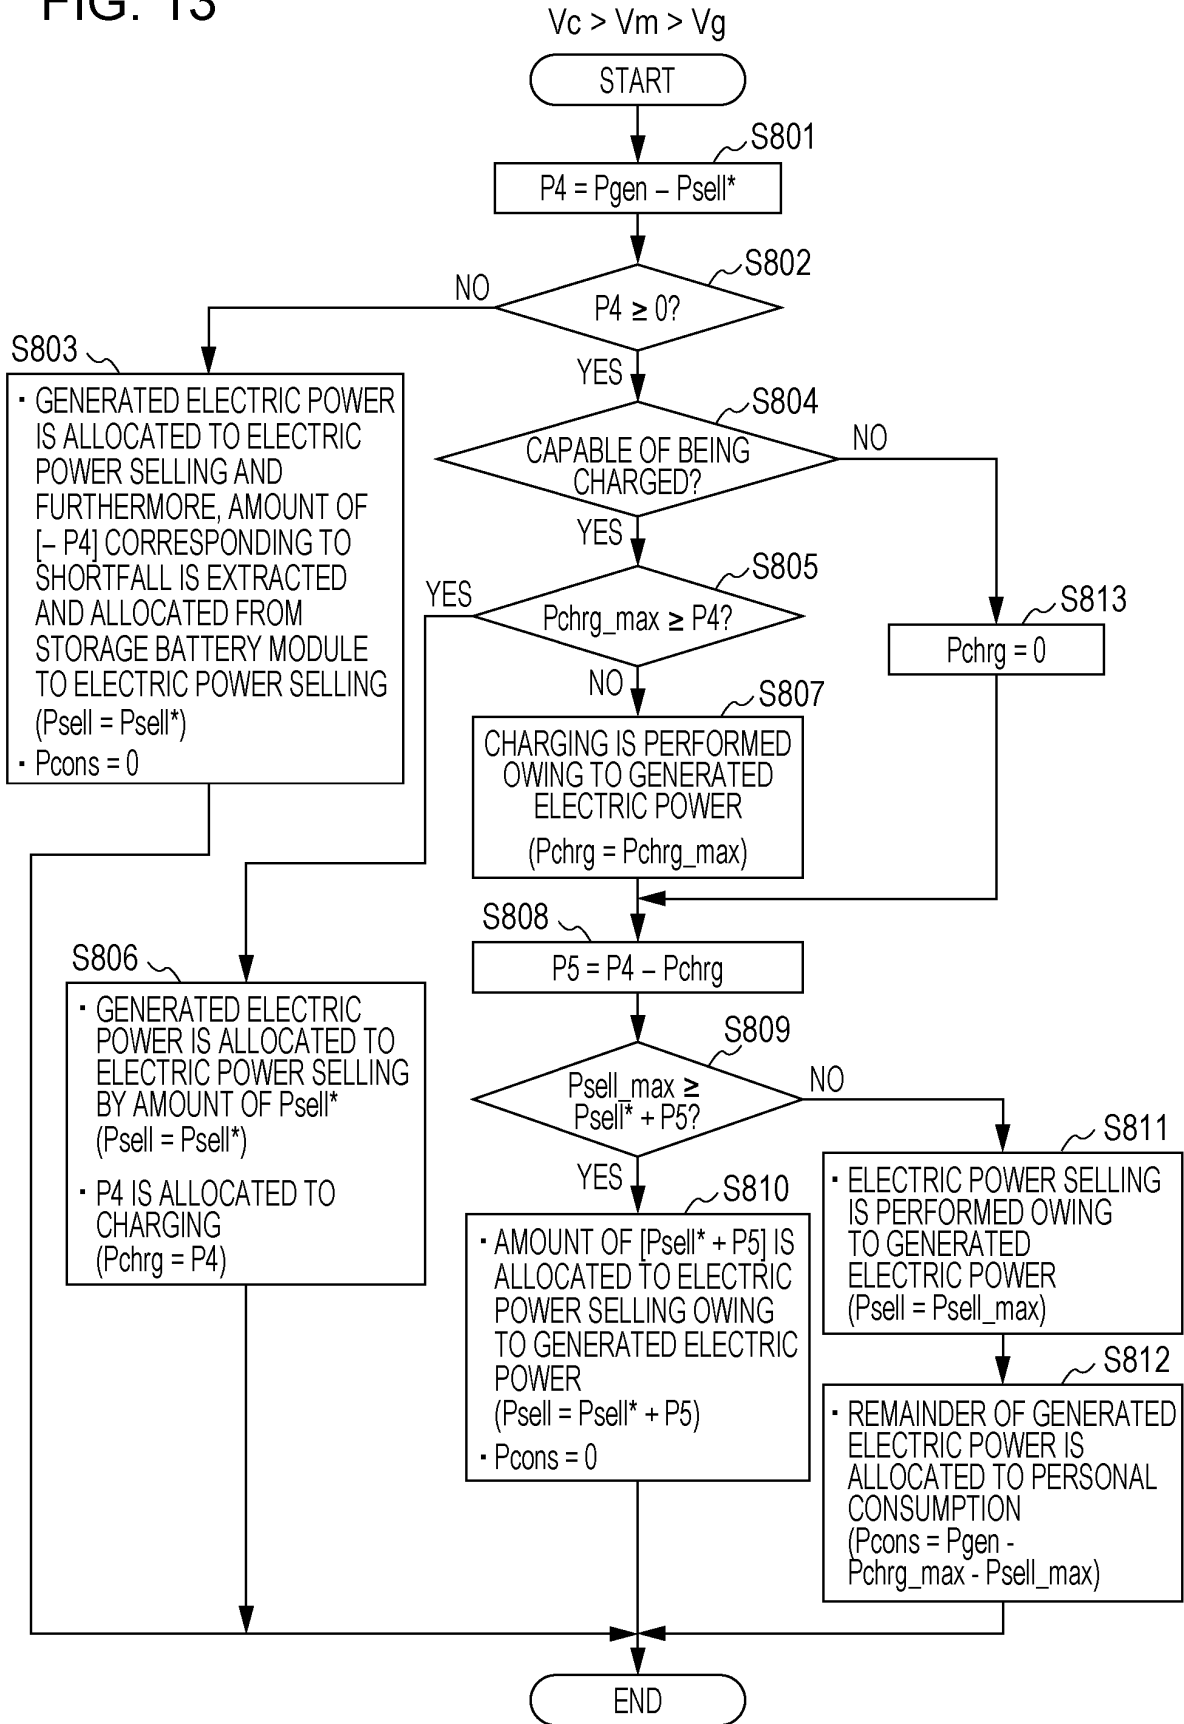 FIG. 13
Vc > Vm > Vg
START
S801
P4 = Pgen – Psell*
S802
P4 ≥ 0?
NO
YES
S803
· GENERATED ELECTRIC POWER
IS ALLOCATED TO ELECTRIC
POWER SELLING AND
FURTHERMORE, AMOUNT OF
[– P4] CORRESPONDING TO
SHORTFALL IS EXTRACTED
AND ALLOCATED FROM
STORAGE BATTERY MODULE
TO ELECTRIC POWER SELLING
(Psell = Psell*)
· Pcons = 0
S804
CAPABLE OF BEING
CHARGED?
NO
YES
S805
Pchrg_max ≥ P4?
YES
NO
S813
Pchrg = 0
S807
CHARGING IS PERFORMED
OWING TO GENERATED
ELECTRIC POWER
(Pchrg = Pchrg_max)
S808
P5 = P4 – Pchrg
S806
· GENERATED ELECTRIC
POWER IS ALLOCATED TO
ELECTRIC POWER SELLING
BY AMOUNT OF Psell*
(Psell = Psell*)
· P4 IS ALLOCATED TO
CHARGING
(Pchrg = P4)
S809
Psell_max ≥
Psell* + P5?
NO
YES
S810
· AMOUNT OF [Psell* + P5] IS
ALLOCATED TO ELECTRIC
POWER SELLING OWING
TO GENERATED ELECTRIC
POWER
(Psell = Psell* + P5)
· Pcons = 0
S811
· ELECTRIC POWER SELLING
IS PERFORMED OWING
TO GENERATED
ELECTRIC POWER
(Psell = Psell_max)
S812
· REMAINDER OF GENERATED
ELECTRIC POWER IS
ALLOCATED TO PERSONAL
CONSUMPTION
(Pcons = Pgen -
Pchrg_max - Psell_max)
END